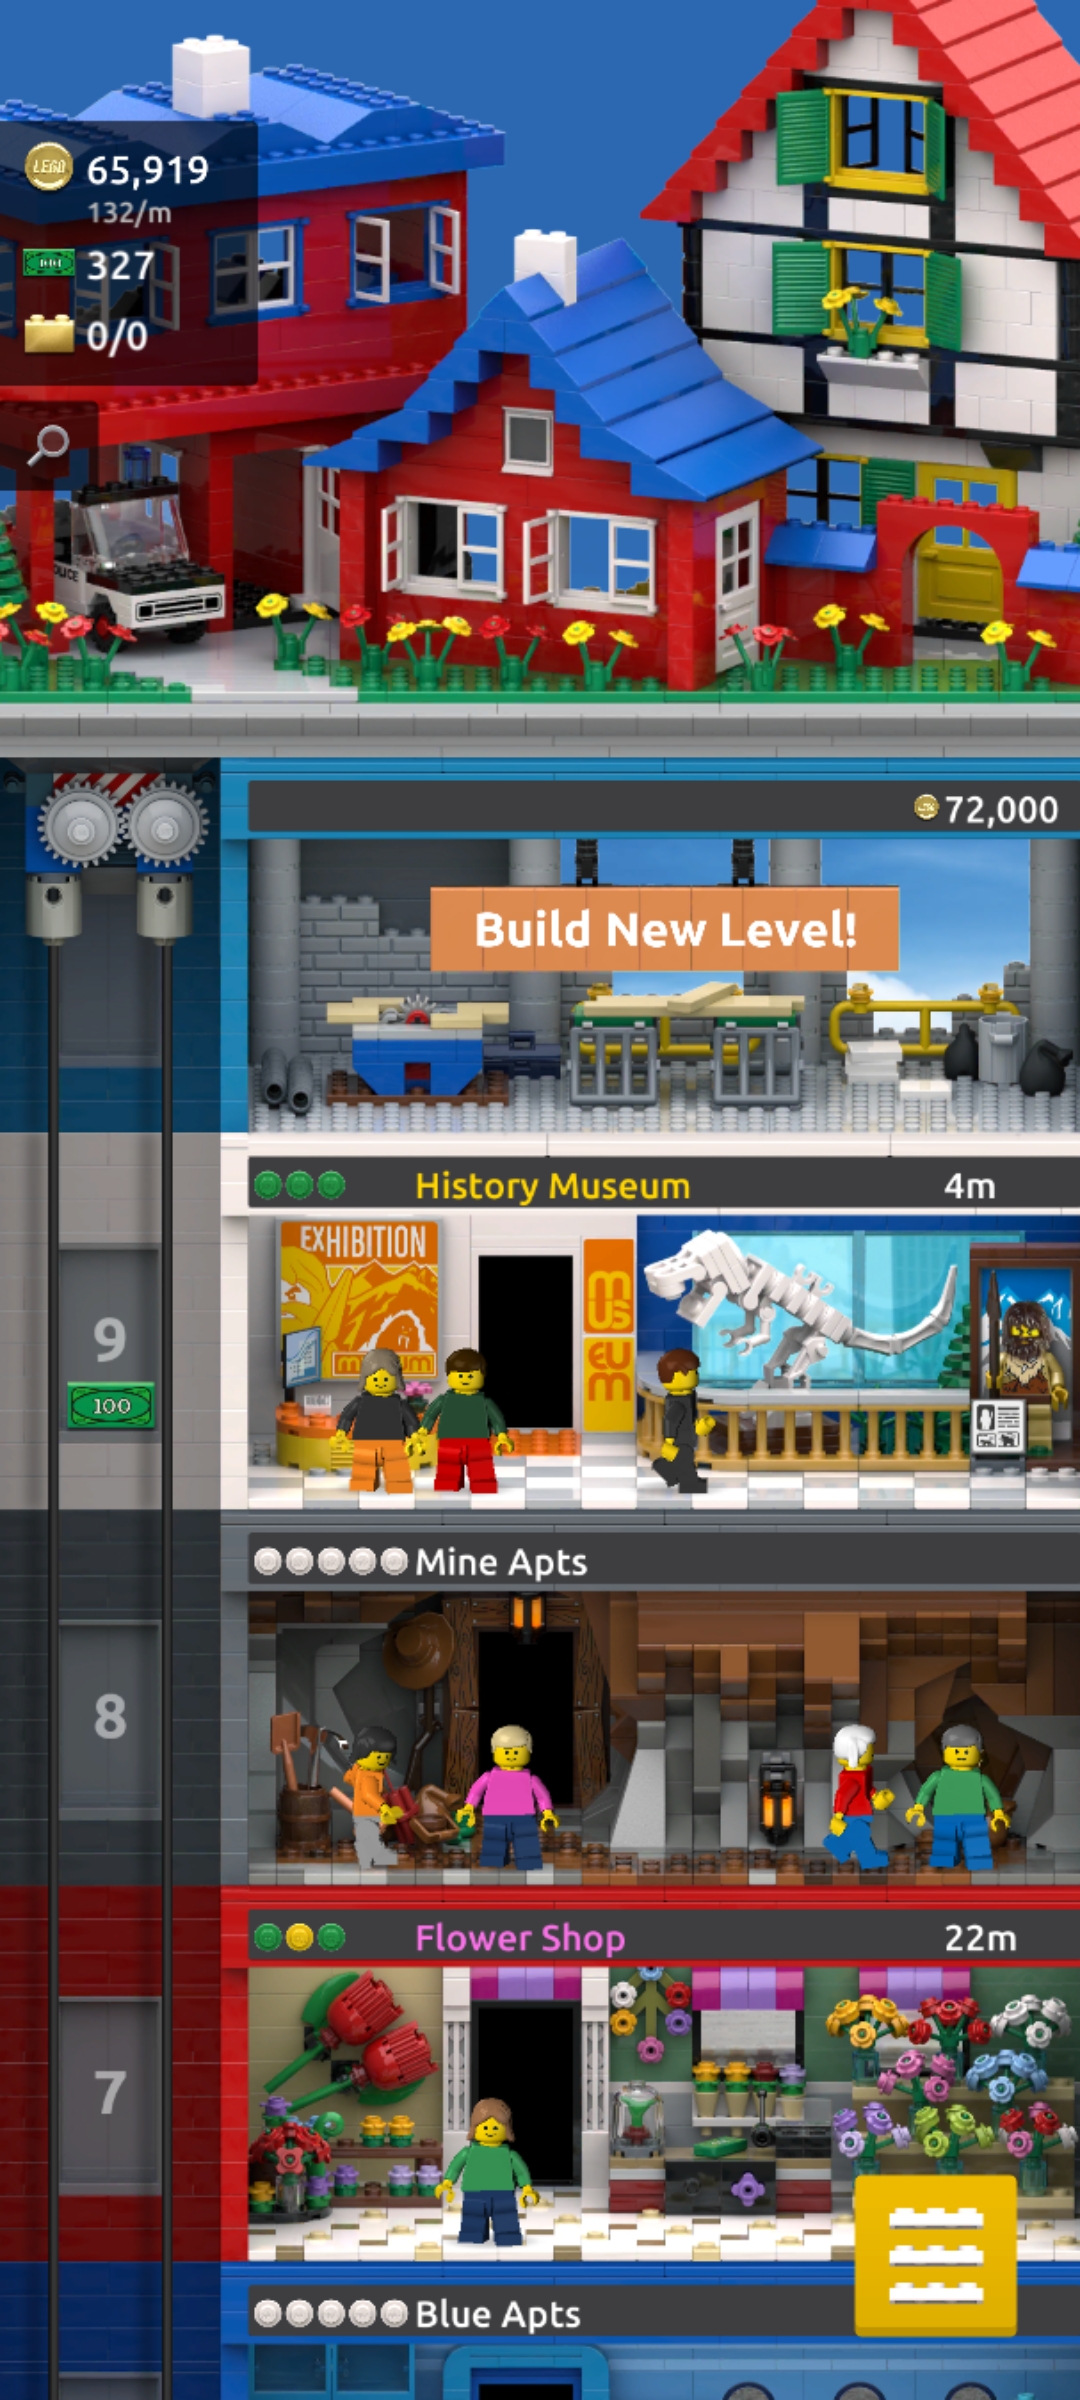 LEGO 65,919
132/m
327
0/0
72,000
Build New Level!
History Museum 4m
EXHIBITION
MUSEUM
9
100
Mine Apts
8
Flower Shop 22m
7
Blue Apts